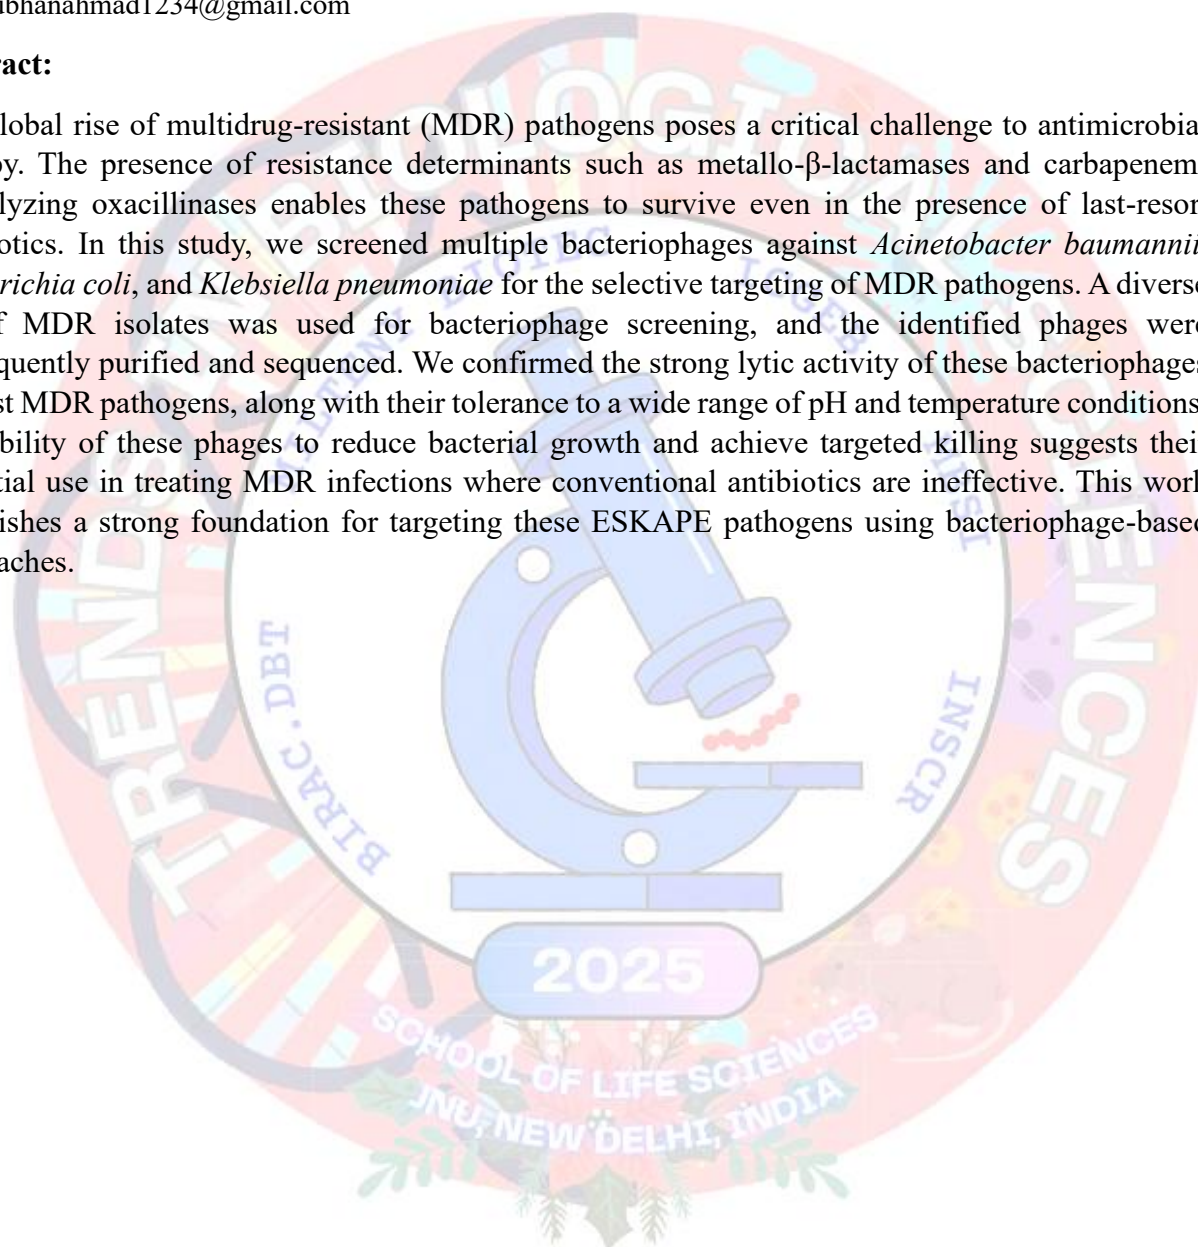 ubhanahmad1234@gmail.com
ract:
lobal rise of multidrug-resistant (MDR) pathogens poses a critical challenge to antimicrobia
py. The presence of resistance determinants such as metallo-β-lactamases and carbapenem
lyzing oxacillinases enables these pathogens to survive even in the presence of last-resor
otics. In this study, we screened multiple bacteriophages against Acinetobacter baumannii
richia coli, and Klebsiella pneumoniae for the selective targeting of MDR pathogens. A diverse
f MDR isolates was used for bacteriophage screening, and the identified phages were
quently purified and sequenced. We confirmed the strong lytic activity of these bacteriophages
st MDR pathogens, along with their tolerance to a wide range of pH and temperature conditions
bility of these phages to reduce bacterial growth and achieve targeted killing suggests thei
tial use in treating MDR infections where conventional antibiotics are ineffective. This work
ishes a strong foundation for targeting these ESKAPE pathogens using bacteriophage-based
aches.
TRENDS IN BIOLOGICAL SCIENCES
MILTENYI BIOTEC
BIRAC.DBT
INSCR
2025
SCHOOL OF LIFE SCIENCES
JNU, NEW DELHI, INDIA